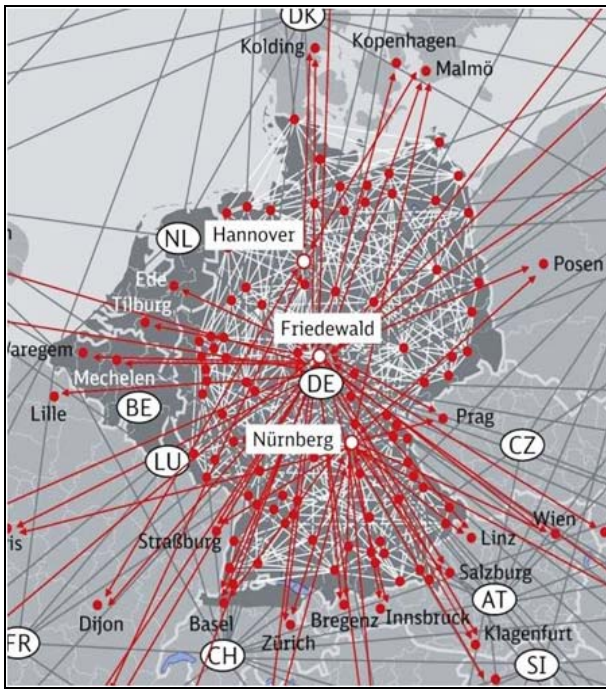 DK
Kolding
Kopenhagen
Malmö
NL
Hannover
Posen
Ede
Tilburg
Friedewald
Mechelen
DE
Lille
BE
Prag
Nürnberg
CZ
LU
Straßburg
Wien
Linz
Salzburg
AT
Dijon
Basel
Bregenz
Innsbruck
Zürich
Klagenfurt
FR
CH
SI